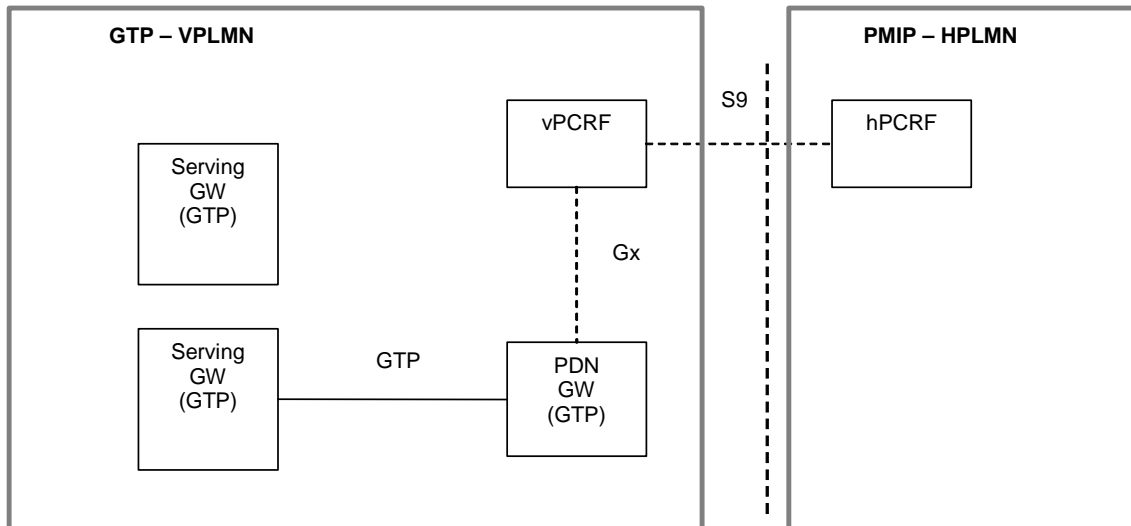 GTP – VPLMN
PMIP – HPLMN
S9
vPCRF
hPCRF
Serving
GW
(GTP)
Gx
Serving
GW
(GTP)
GTP
PDN
GW
(GTP)